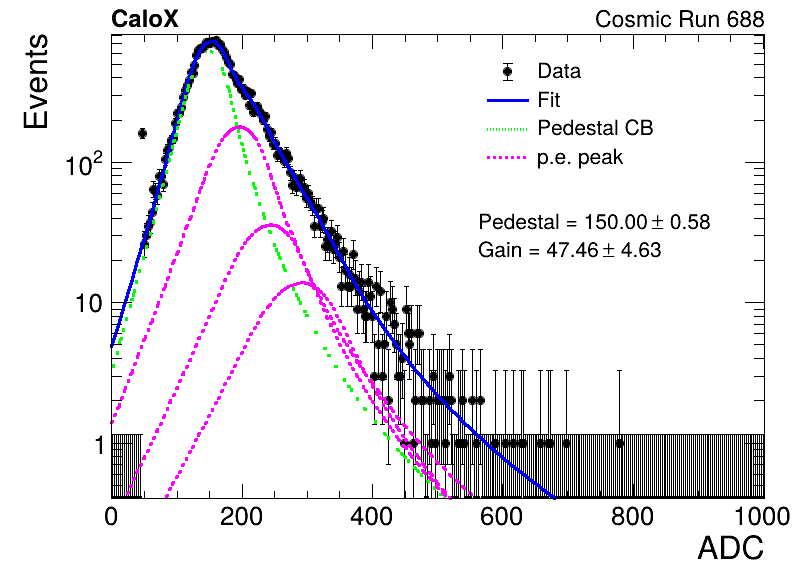 CaloX Cosmic Run 688
Events
Data
Fit
Pedestal CB
p.e. peak
Pedestal = 150.00 ± 0.58
Gain = 47.46 ± 4.63
10²
10
1
0 200 400 600 800 1000
ADC